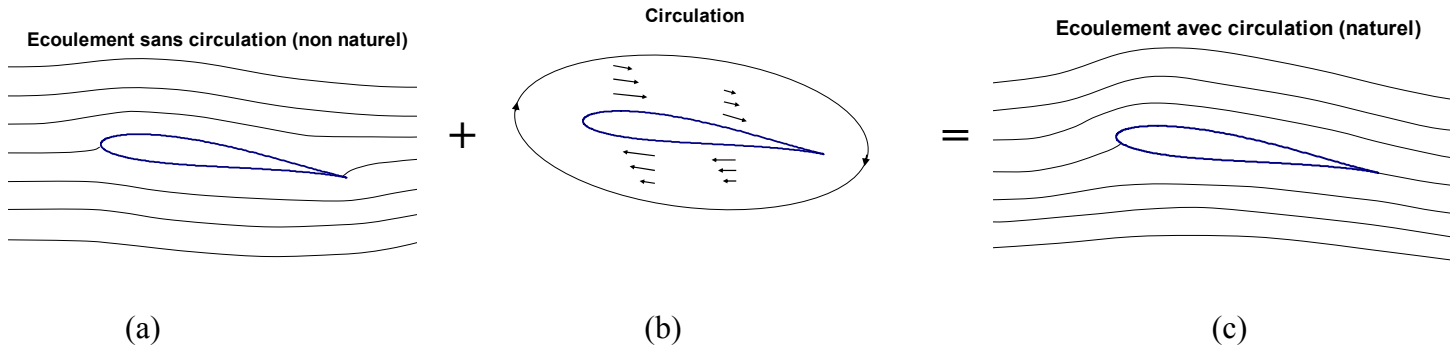 Ecoulement sans circulation (non naturel)
Circulation
Ecoulement avec circulation (naturel)
+
=
(a)
(b)
(c)